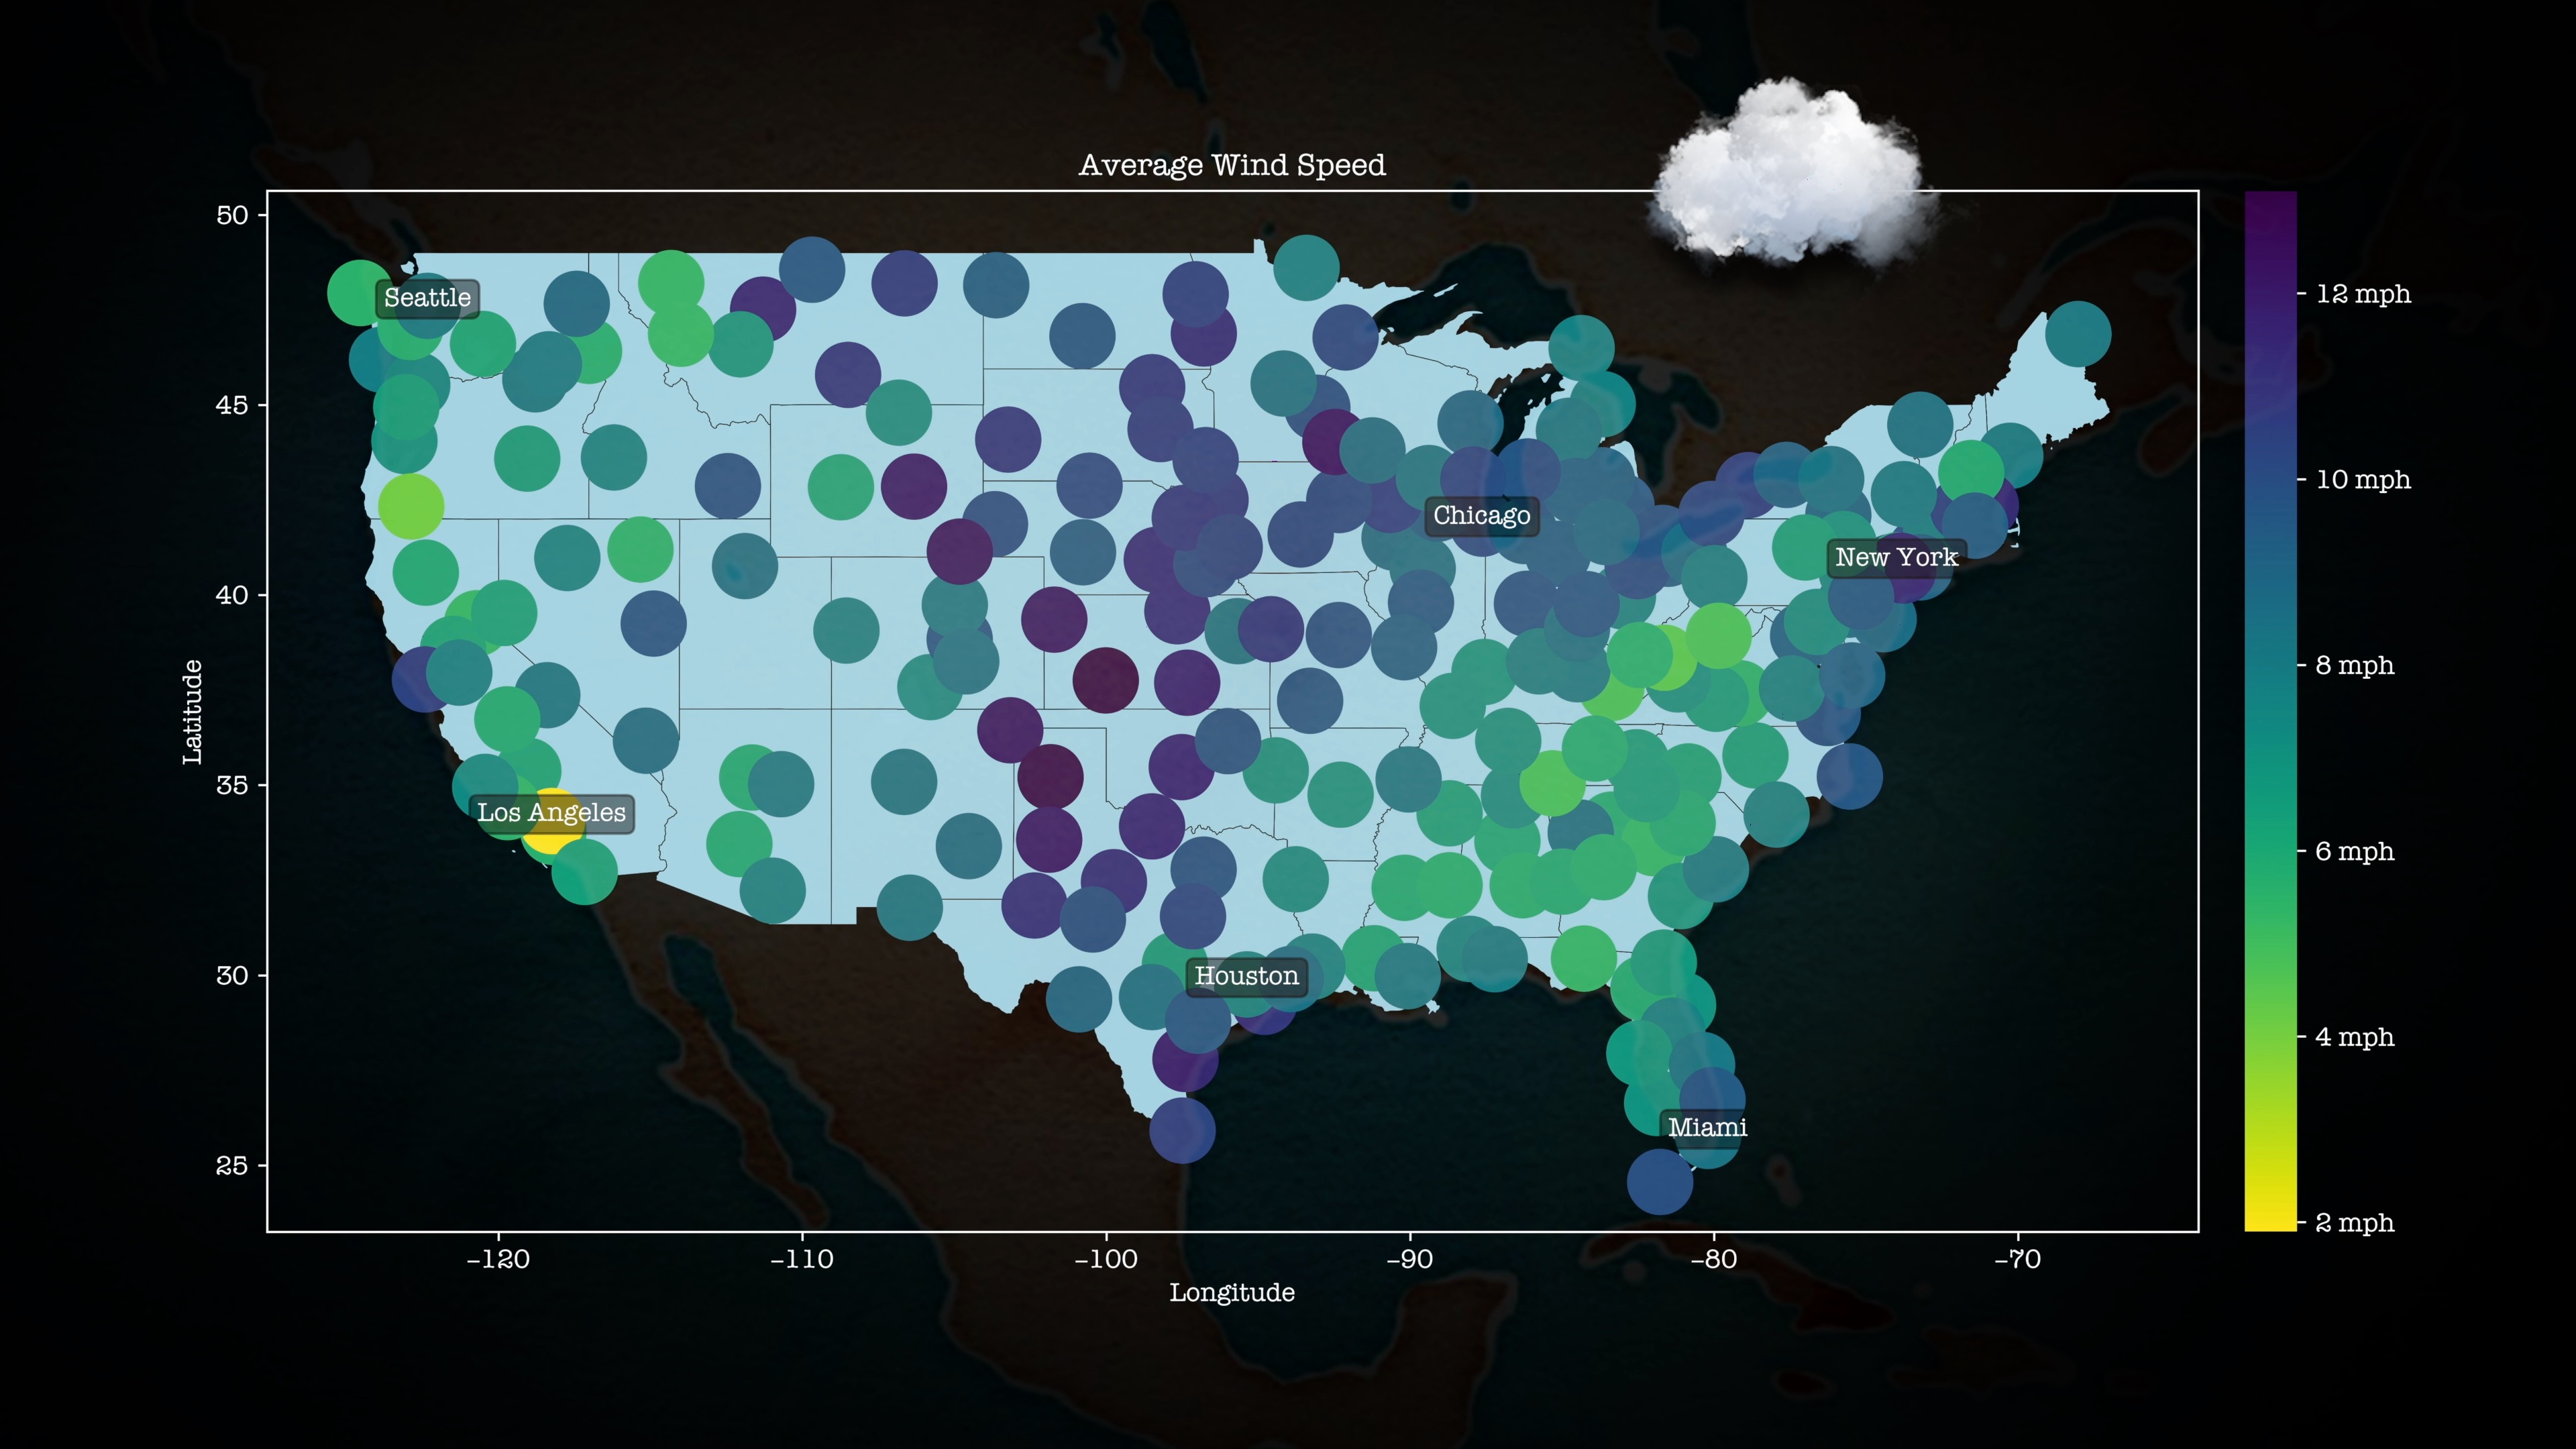 Average Wind Speed
50
45
40
35
30
25
Latitude
Seattle
Chicago
New York
Los Angeles
Houston
Miami
-120
-110
-100
-90
-80
-70
Longitude
12 mph
10 mph
8 mph
6 mph
4 mph
2 mph